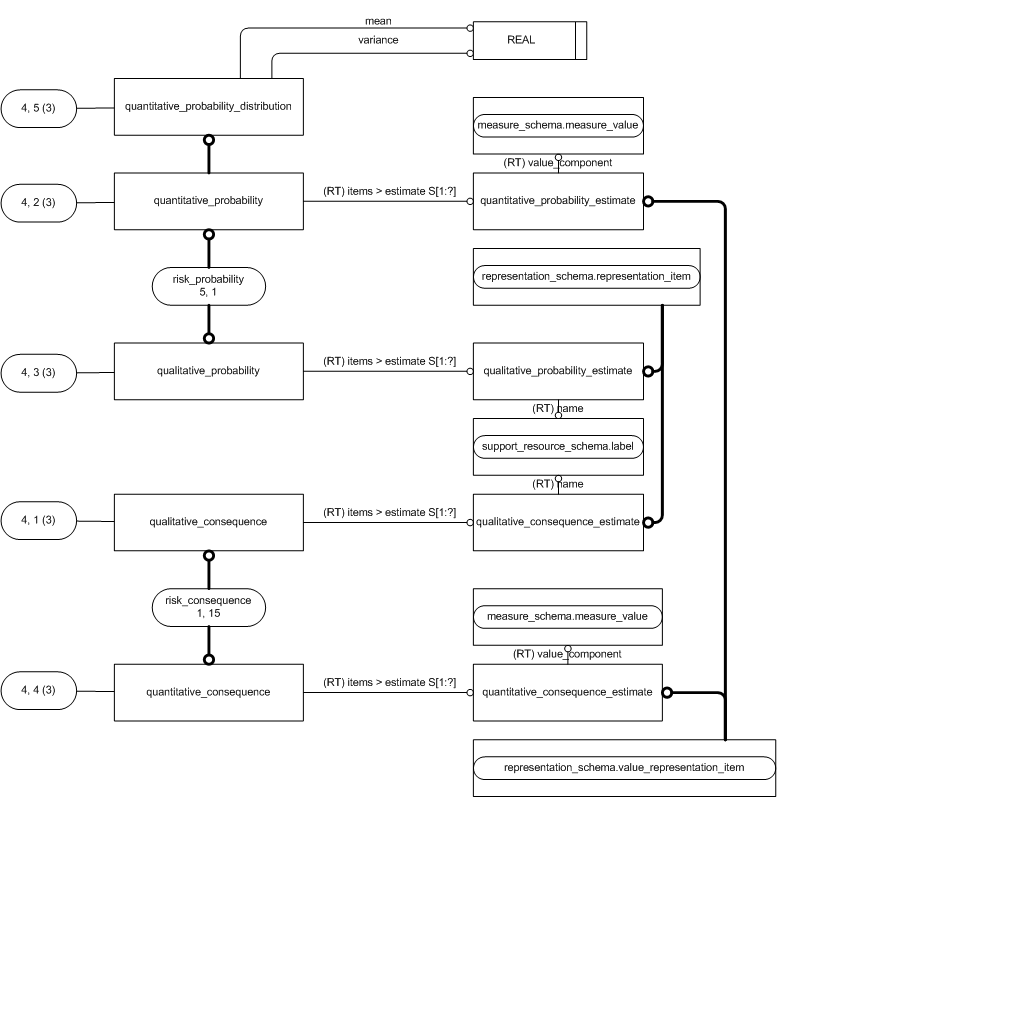 mean
variance
REAL
4, 5 (3)
quantitative_probability_distribution
measure_schema.measure_value
(RT) value_component
4, 2 (3)
quantitative_probability
(RT) items > estimate S[1:?]
quantitative_probability_estimate
risk_probability
5, 1
representation_schema.representation_item
4, 3 (3)
qualitative_probability
(RT) items > estimate S[1:?]
qualitative_probability_estimate
(RT) name
support_resource_schema.label
(RT) name
4, 1 (3)
qualitative_consequence
(RT) items > estimate S[1:?]
qualitative_consequence_estimate
risk_consequence
1, 15
measure_schema.measure_value
(RT) value_component
4, 4 (3)
quantitative_consequence
(RT) items > estimate S[1:?]
quantitative_consequence_estimate
representation_schema.value_representation_item